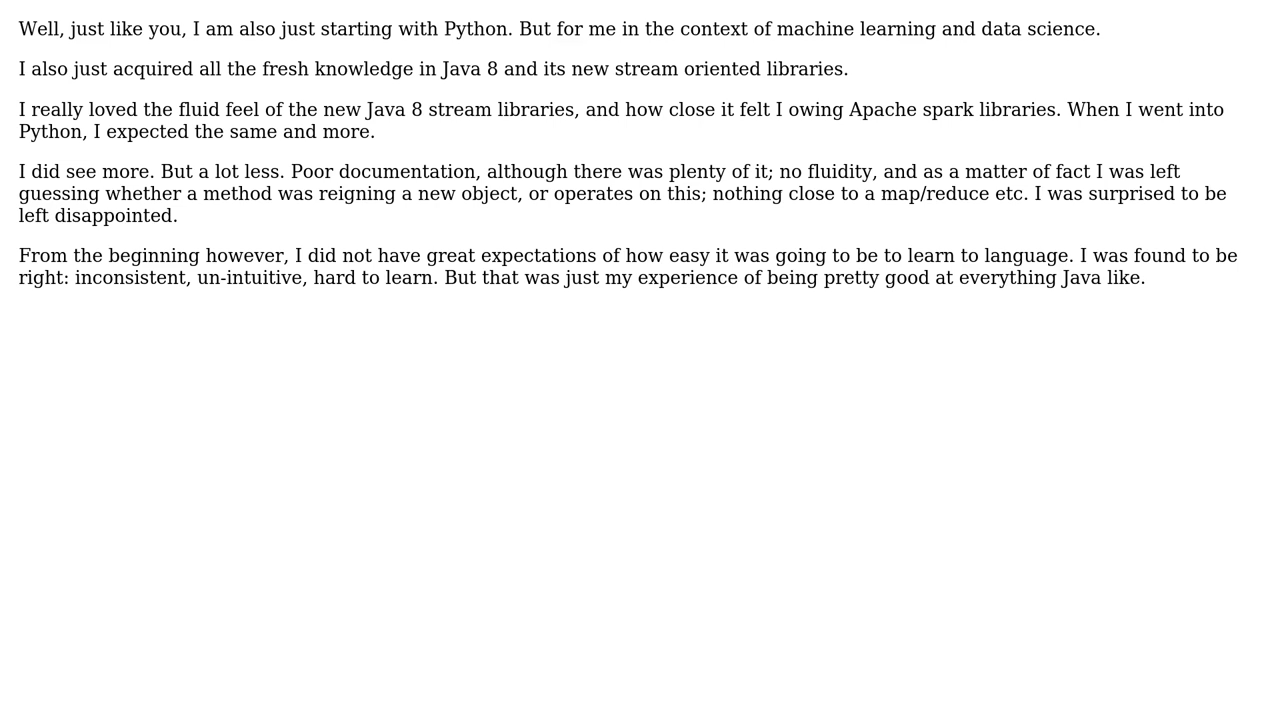 Well, just like you, I am also just starting with Python. But for me in the context of machine learning and data science.
I also just acquired all the fresh knowledge in Java 8 and its new stream oriented libraries.
I really loved the fluid feel of the new Java 8 stream libraries, and how close it felt I owing Apache spark libraries. When I went into
Python, I expected the same and more.
I did see more. But a lot less. Poor documentation, although there was plenty of it; no fluidity, and as a matter of fact I was left
guessing whether a method was reigning a new object, or operates on this; nothing close to a map/reduce etc. I was surprised to be
left disappointed.
From the beginning however, I did not have great expectations of how easy it was going to be to learn to language. I was found to be
right: inconsistent, un-intuitive, hard to learn. But that was just my experience of being pretty good at everything Java like.